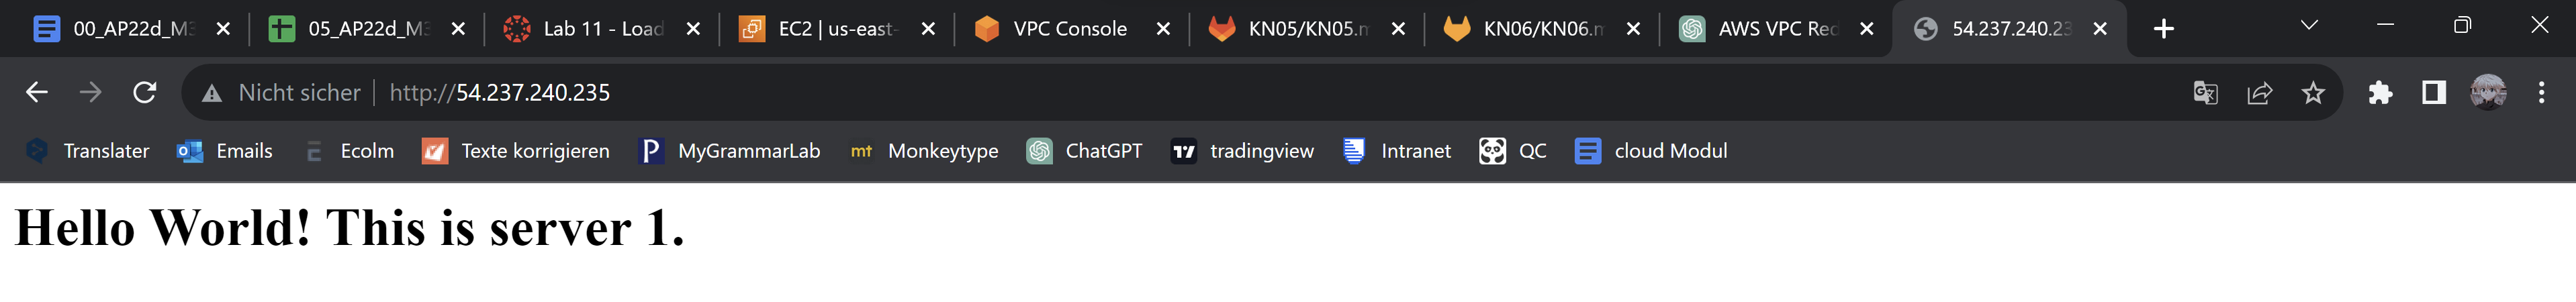 00_AP22d_M3 05_AP22d_M3 Lab 11 - Load EC2 | us-east- VPC Console KN05/KN05.m KN06/KN06.m AWS VPC Red 54.237.240.23
Nicht sicher http://54.237.240.235
Translater Emails Ecolm Texte korrigieren P MyGrammarLab mt Monkeytype ChatGPT tradingview Intranet QC cloud Modul
Hello World! This is server 1.